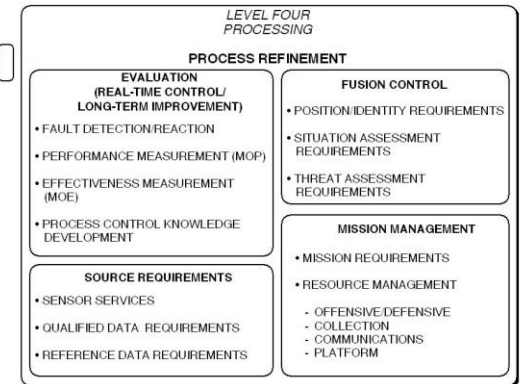 LEVEL FOUR
PROCESSING
PROCESS REFINEMENT
EVALUATION
(REAL-TIME CONTROL/
LONG-TERM IMPROVEMENT)
• FAULT DETECTION/REACTION
• PERFORMANCE MEASUREMENT (MOP)
• EFFECTIVENESS MEASUREMENT
(MOE)
• PROCESS CONTROL KNOWLEDGE
DEVELOPMENT
SOURCE REQUIREMENTS
• SENSOR SERVICES
• QUALIFIED DATA REQUIREMENTS
• REFERENCE DATA REQUIREMENTS
FUSION CONTROL
• POSITION/IDENTITY REQUIREMENTS
• SITUATION ASSESSMENT
REQUIREMENTS
• THREAT ASSESSMENT
REQUIREMENTS
MISSION MANAGEMENT
• MISSION REQUIREMENTS
• RESOURCE MANAGEMENT
- OFFENSIVE/DEFENSIVE
- COLLECTION
- COMMUNICATIONS
- PLATFORM